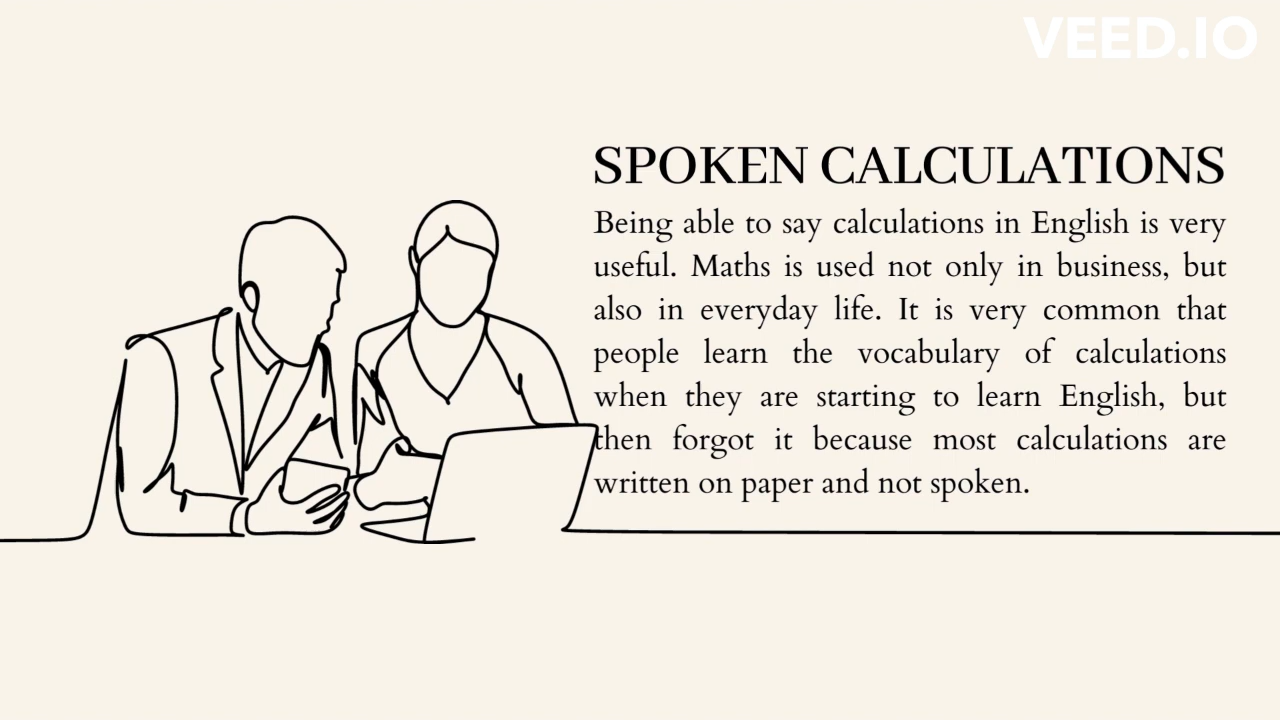 VEED.IO
SPOKEN CALCULATIONS
Being able to say calculations in English is very
useful. Maths is used not only in business, but
also in everyday life. It is very common that
people learn the vocabulary of calculations
when they are starting to learn English, but
then forgot it because most calculations are
written on paper and not spoken.